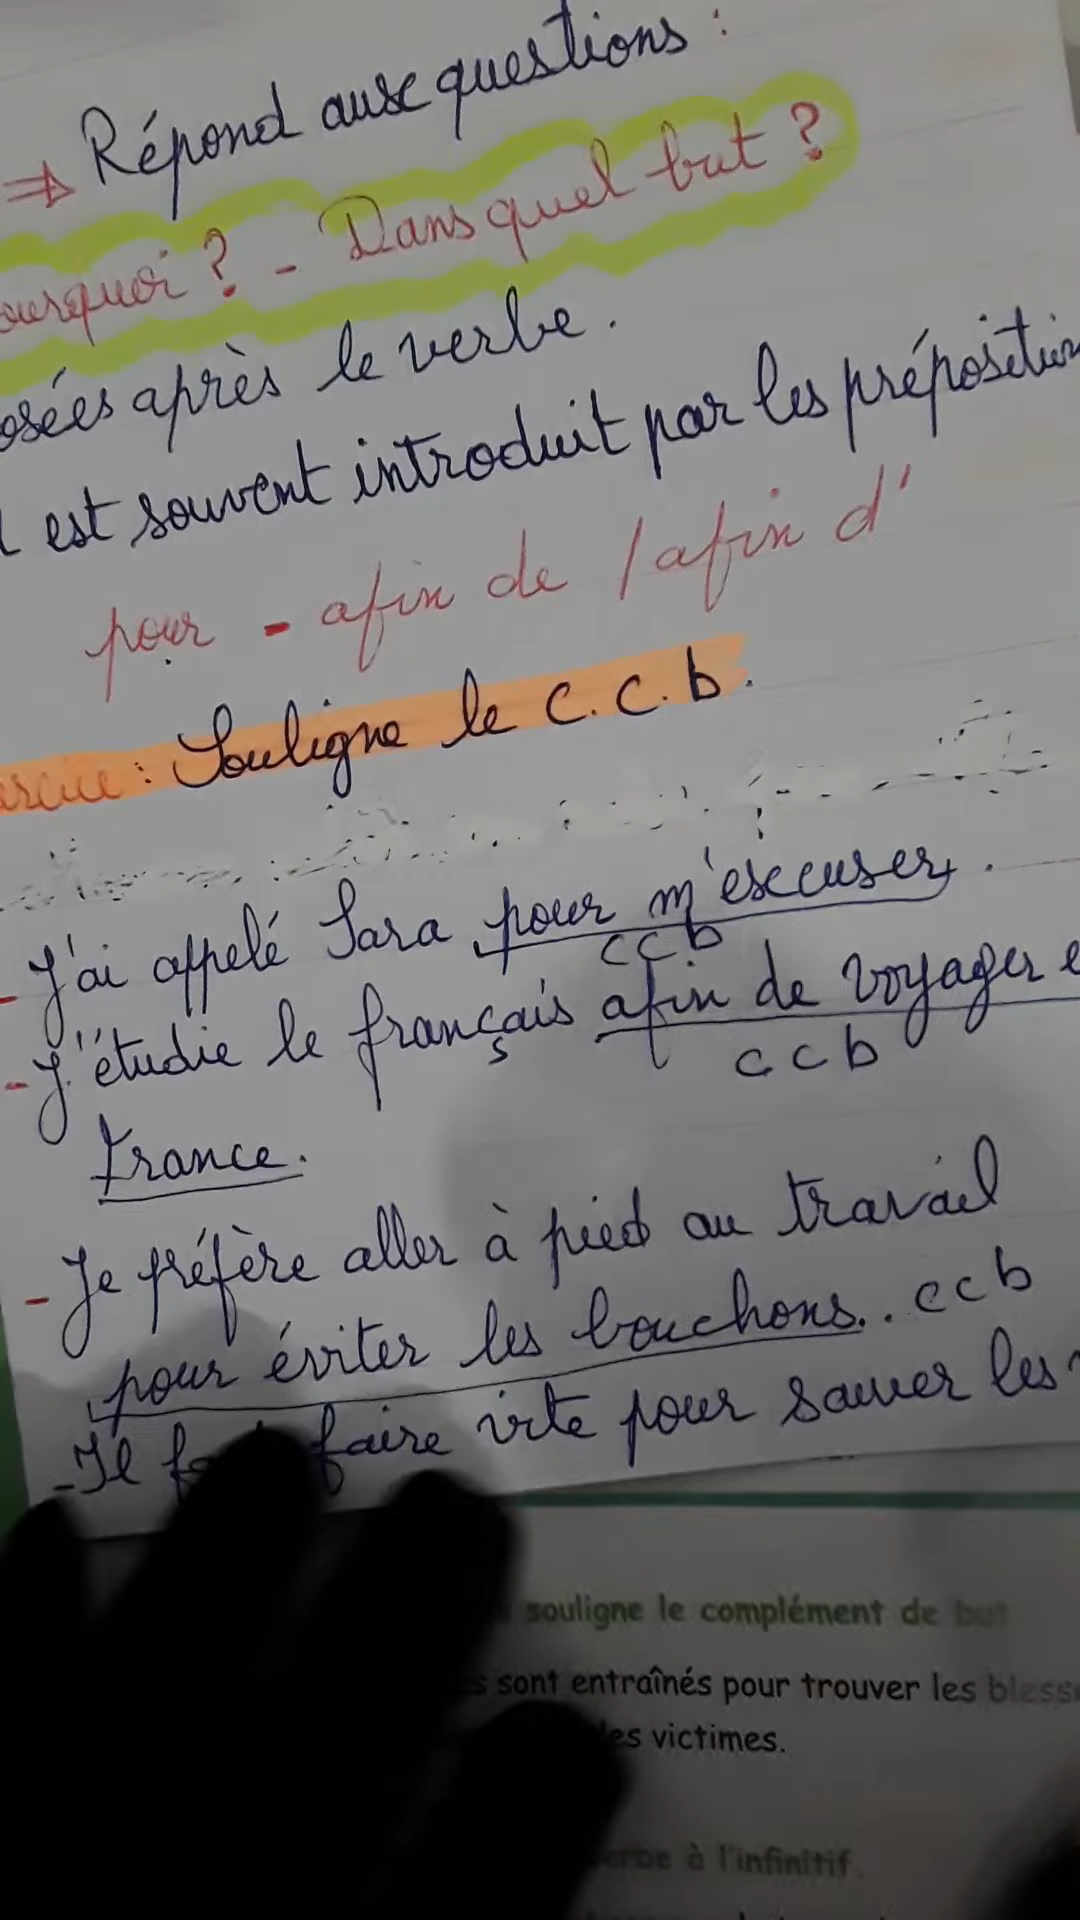 ⇒ Répond aux questions :
ourquoi ? - Dans quel but ?
osées après le verbe.
est souvent introduit par les préposition
pour - afin de / afin d'
Souligne le c.c.b.
- J'ai appelé Sara pour m'excuser.
ccb
- J'étudie le français afin de voyager e
s
ccb
France.
- Je préfère aller à pied au travail
pour éviter les bouchons. ccb
- Il faire vite pour sauver les
souligne le complément de but
s sont entraînés pour trouver les bless
es victimes.
erbe à l'infinitif.